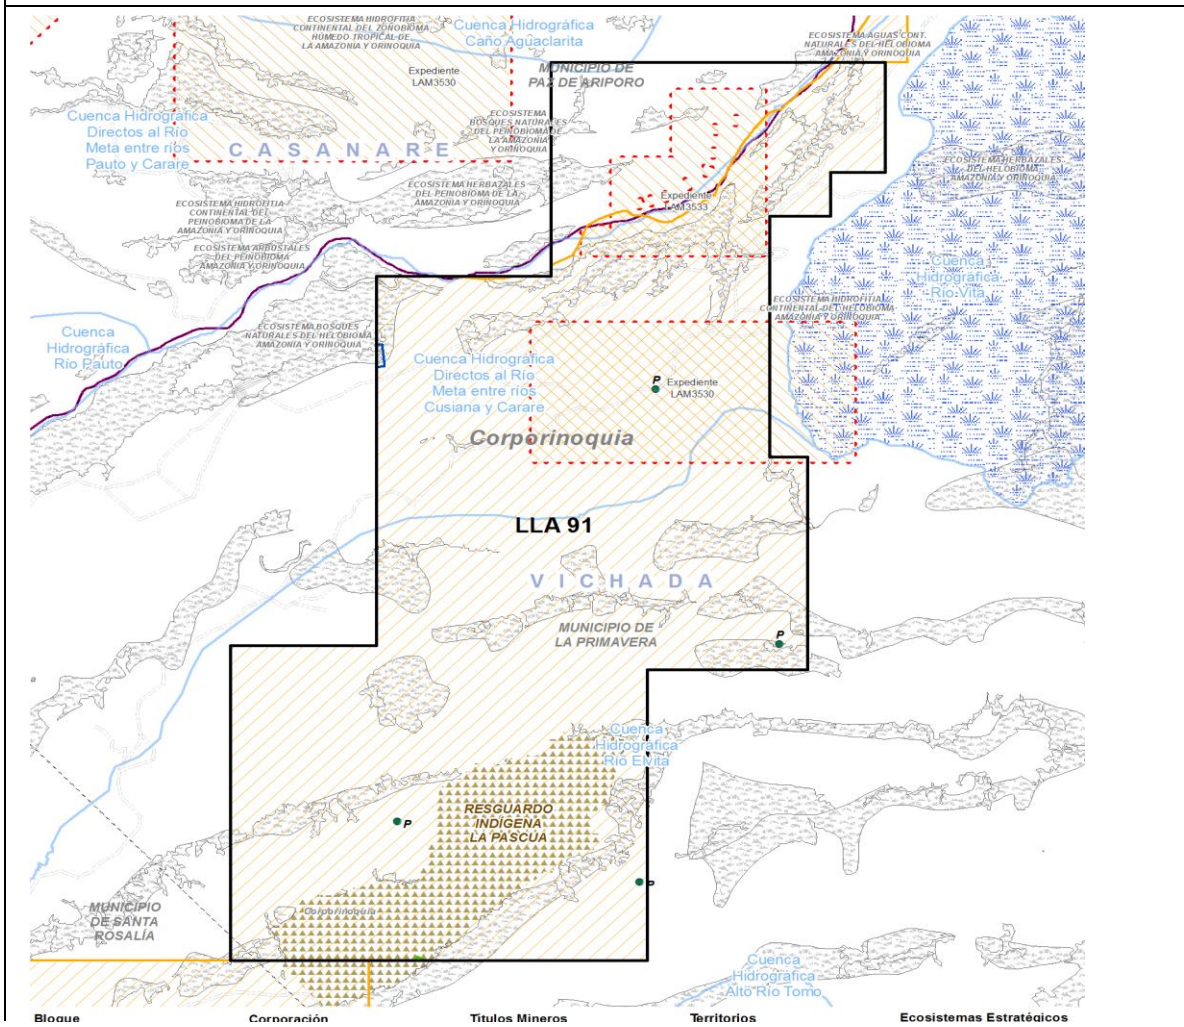 ECOSISTEMA HIDROFITIA
CONTINENTAL DEL ZONOBIOMA
HÚMEDO TROPICAL DE
LA AMAZONIA Y ORINOQUIA
Cuenca Hidrográfica
Caño Agüaclarita
ECOSISTEMA AGUAS CONT.
NATURALES DEL HELOBIOMA
AMAZONIA Y ORINOQUIA
Expediente
LAM3530
MUNICIPIO DE
PAZ DE ARIPORO
Cuenca Hidrográfica
Directos al Río
Meta entre ríos
Pauto y Carare
ECOSISTEMA
BOSQUES NATURALES
DEL PEINOBIOMA DE
LA AMAZONIA Y
ORINOQUIA
CASANARE
ECOSISTEMA HERBAZALES
DEL HELOBIOMA
AMAZONIA Y ORINOQUIA
ECOSISTEMA HERBAZALES
DEL PEINOBIOMA DE LA
AMAZONIA Y ORINOQUIA
Expediente
LAM3533
ECOSISTEMA HIDROFITIA
CONTINENTAL DEL
PEINOBIOMA DE LA
AMAZONIA Y ORINOQUIA
ECOSISTEMA ARBUSTALES
DEL PEINOBIOMA
AMAZONIA Y ORINOQUIA
Cuenca
Hidrográfica
Río Vita
ECOSISTEMA HIDROFITIA
CONTINENTAL DEL HELOBIOMA
AMAZONIA Y ORINOQUIA
ECOSISTEMA BOSQUES
NATURALES DEL HELOBIOMA
AMAZONIA Y ORINOQUIA
Cuenca
Hidrográfica
Río Pauto
Cuenca Hidrográfica
Directos al Río
Meta entre ríos
Cusiana y Carare
P
Expediente
LAM3530
Corporinoquia
LLA 91
VICHADA
MUNICIPIO DE
LA PRIMAVERA
P
Cuenca
Hidrográfica
Río Elvita
RESGUARDO
INDIGENA
LA PASCUA
P
P
Corporinoquia
MUNICIPIO
DE SANTA
ROSALÍA
Cuenca
Hidrográfica
Alto Río Tomo
Bloque
Corporación
Títulos Mineros
Territorios
Ecosistemas Estratégicos